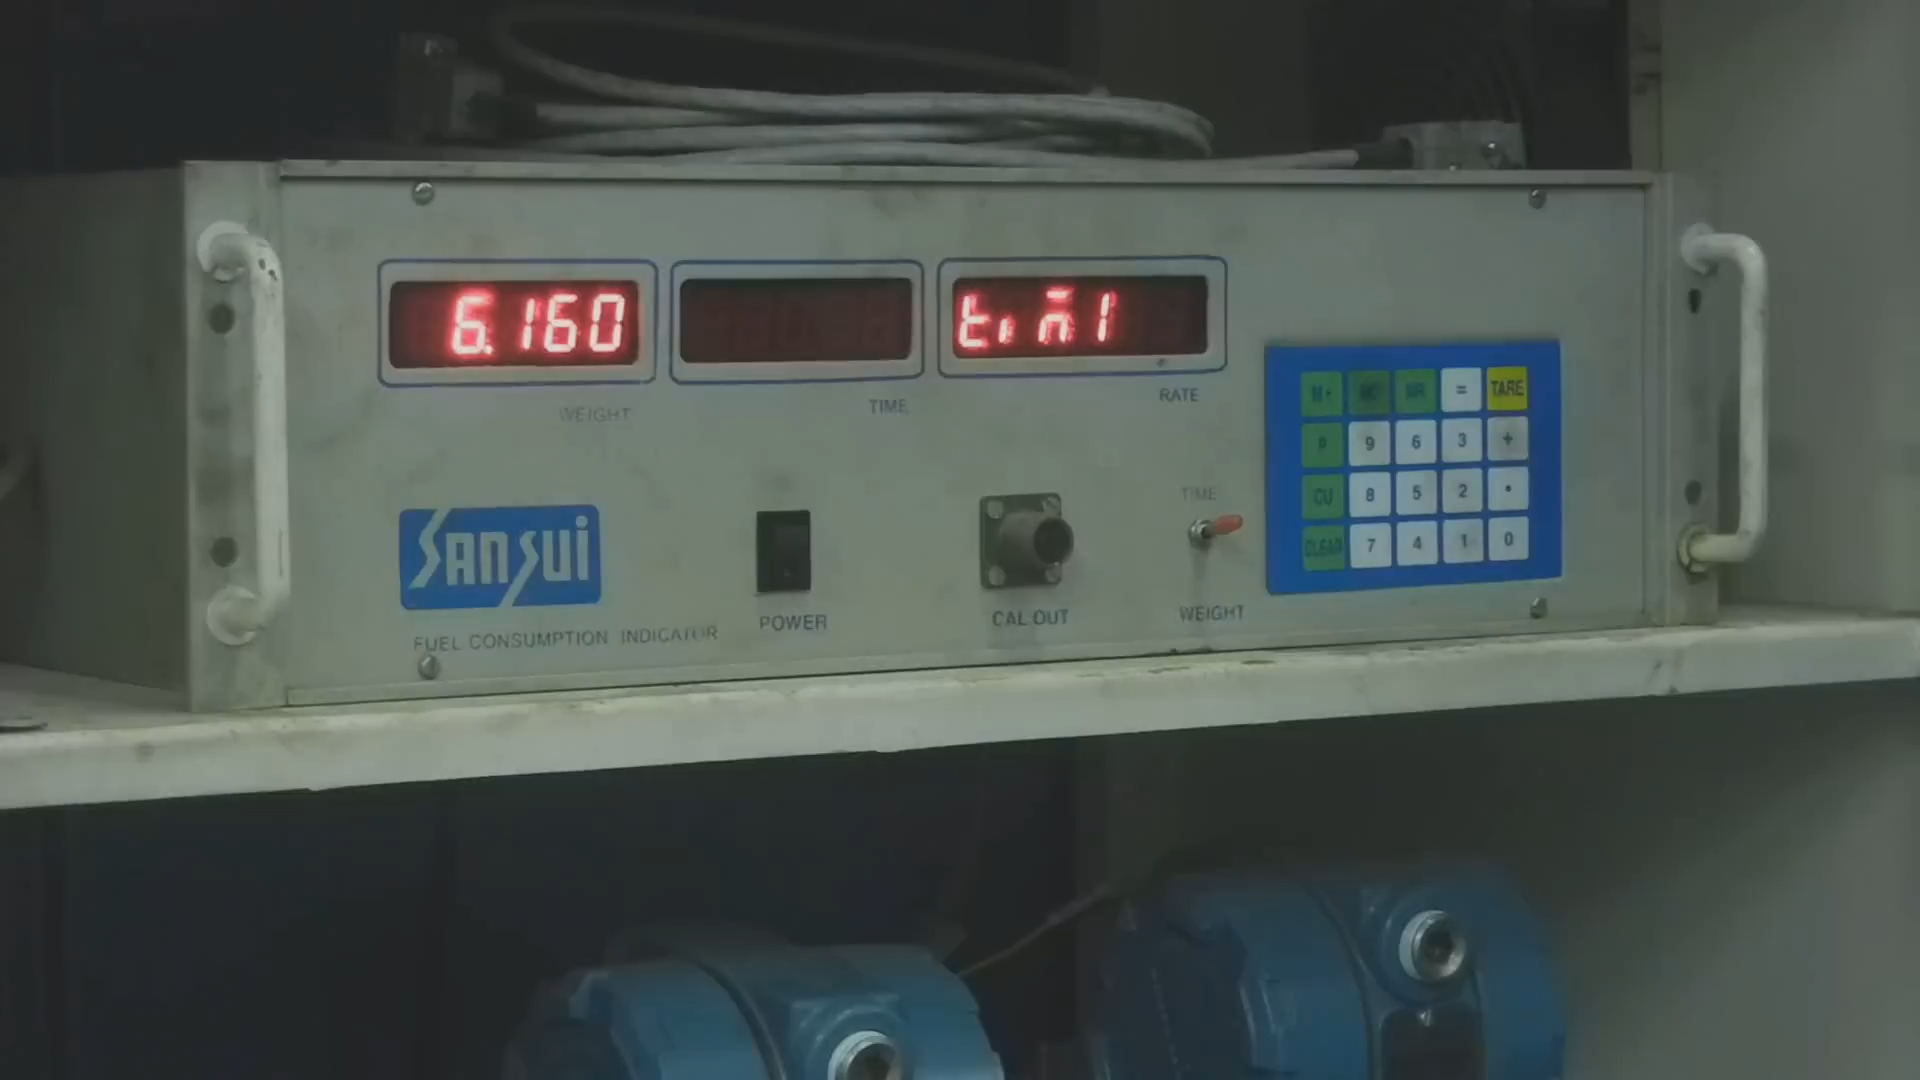 6.160
WEIGHT
TIME
RATE
SANSUI
FUEL CONSUMPTION INDICATOR
POWER
CAL.OUT
TIME
WEIGHT
M+ MR = TARE
P 9 6 3 +
CU 8 5 2 •
CLEAR 7 4 1 0